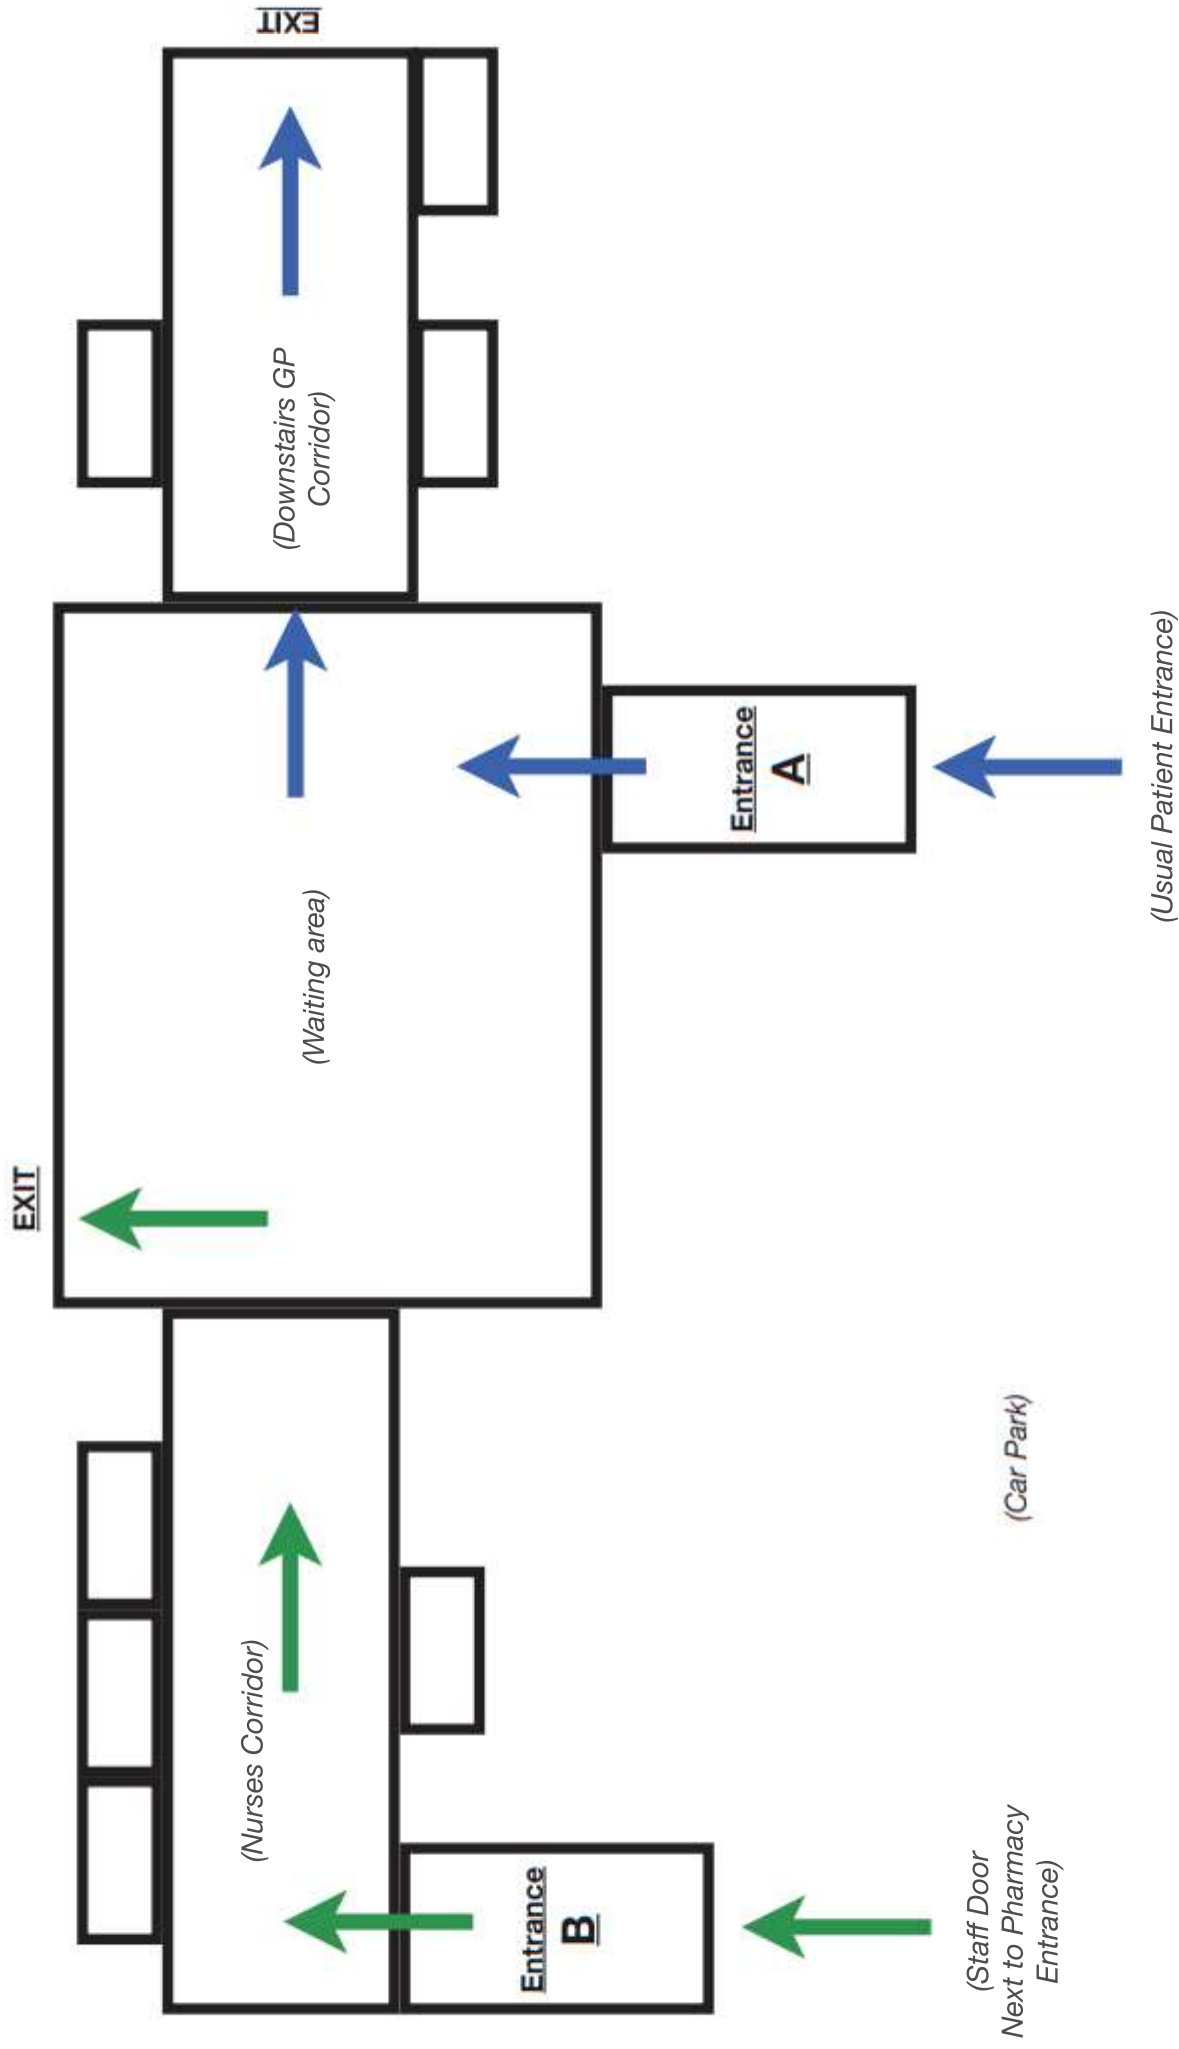 EXIT
(Nurses Corridor)
(Waiting area)
(Downstairs GP
Corridor)
EXIT
Entrance
B
Entrance
A
(Staff Door
Next to Pharmacy
Entrance)
(Car Park)
(Usual Patient Entrance)